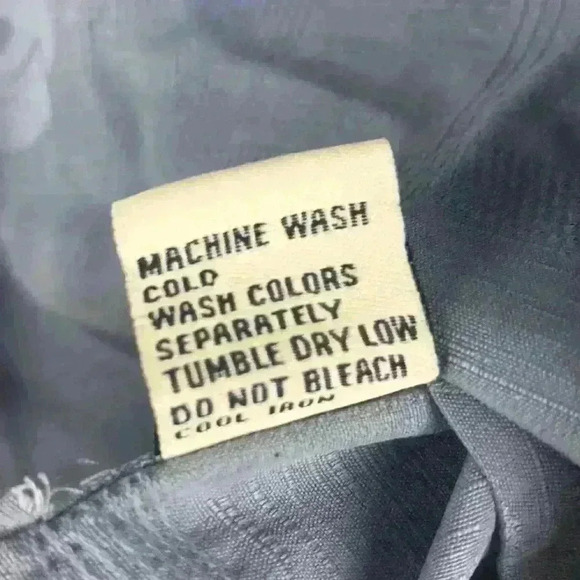 MACHINE WASH
COLD
WASH COLORS
SEPARATELY
TUMBLE DRY LOW
DO NOT BLEACH
COOL IRON